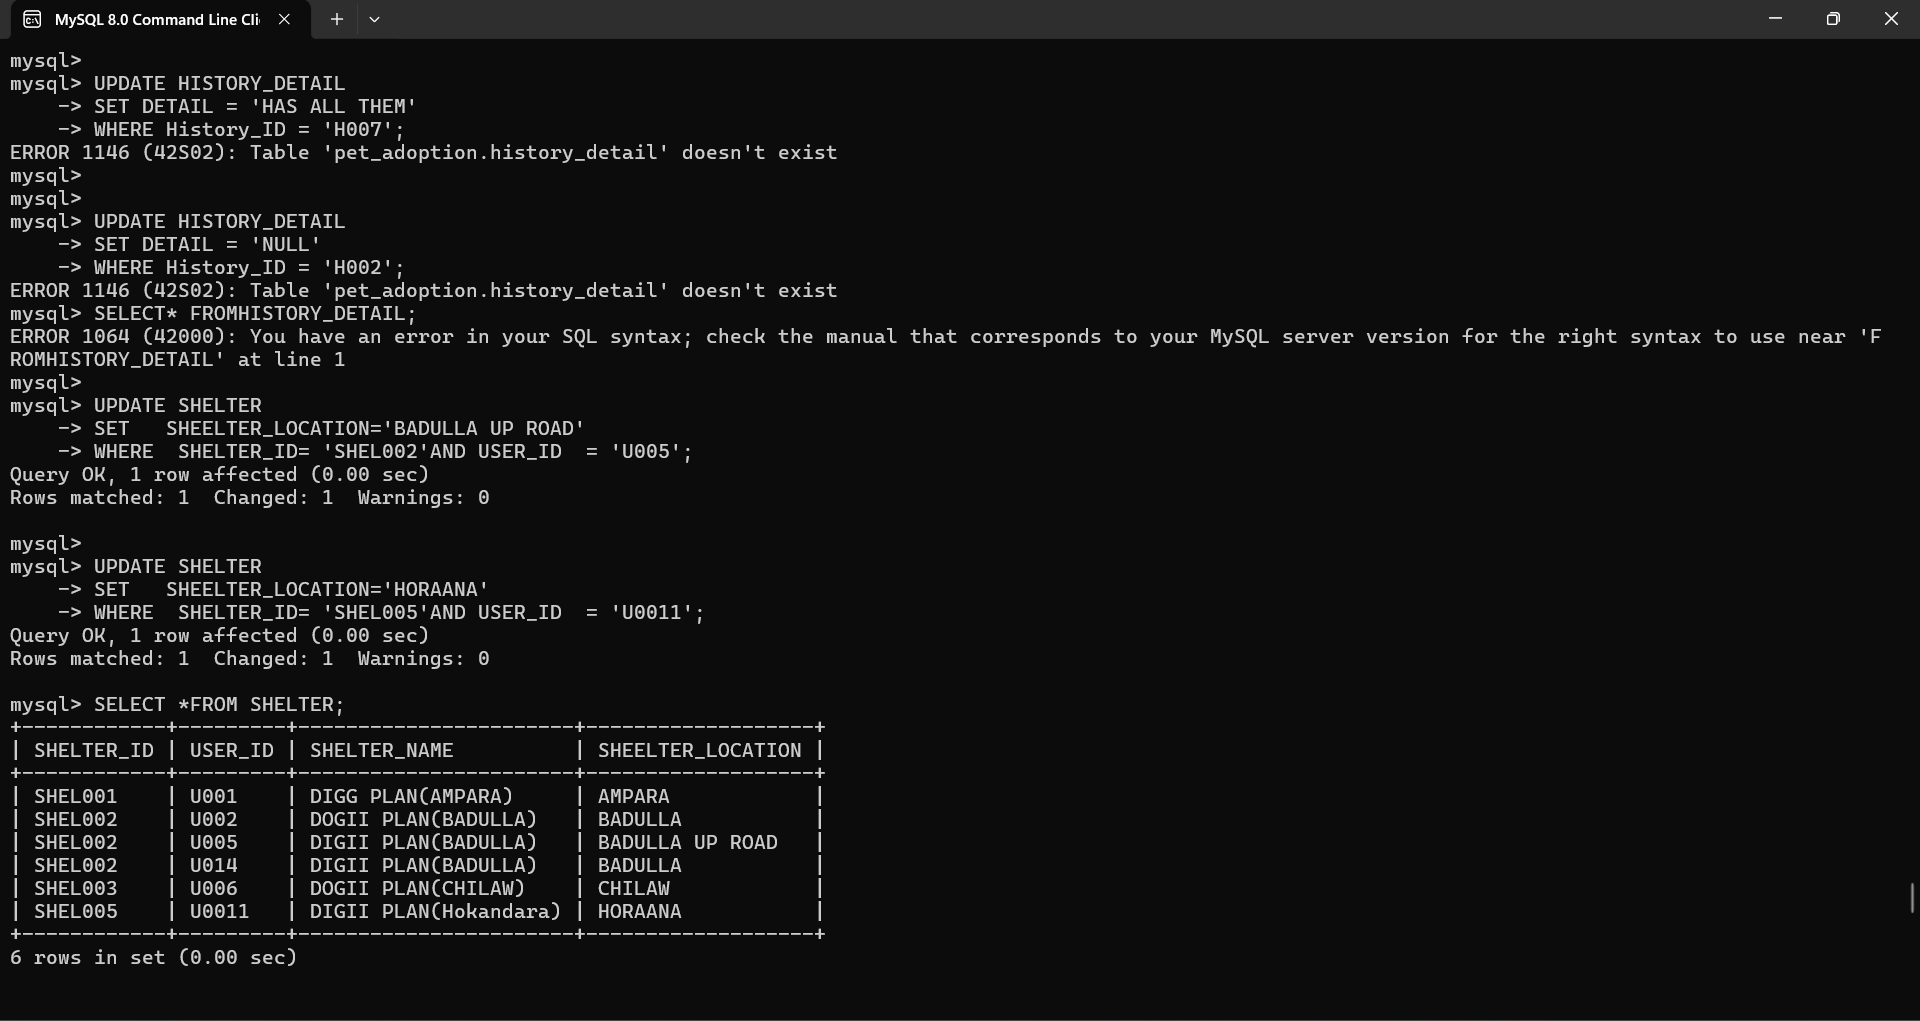 MySQL 8.0 Command Line Cli
mysql>
mysql> UPDATE HISTORY_DETAIL
    -> SET DETAIL = 'HAS ALL THEM'
    -> WHERE History_ID = 'H007';
ERROR 1146 (42S02): Table 'pet_adoption.history_detail' doesn't exist
mysql>
mysql>
mysql> UPDATE HISTORY_DETAIL
    -> SET DETAIL = 'NULL'
    -> WHERE History_ID = 'H002';
ERROR 1146 (42S02): Table 'pet_adoption.history_detail' doesn't exist
mysql> SELECT* FROMHISTORY_DETAIL;
ERROR 1064 (42000): You have an error in your SQL syntax; check the manual that corresponds to your MySQL server version for the right syntax to use near 'F
ROMHISTORY_DETAIL' at line 1
mysql>
mysql> UPDATE SHELTER
    -> SET   SHEELTER_LOCATION='BADULLA UP ROAD'
    -> WHERE  SHELTER_ID= 'SHEL002'AND USER_ID  = 'U005';
Query OK, 1 row affected (0.00 sec)
Rows matched: 1  Changed: 1  Warnings: 0

mysql>
mysql> UPDATE SHELTER
    -> SET   SHEELTER_LOCATION='HORAANA'
    -> WHERE  SHELTER_ID= 'SHEL005'AND USER_ID  = 'U0011';
Query OK, 1 row affected (0.00 sec)
Rows matched: 1  Changed: 1  Warnings: 0

mysql> SELECT *FROM SHELTER;
+------------+---------+-----------------------+-------------------+
| SHELTER_ID | USER_ID | SHELTER_NAME          | SHEELTER_LOCATION |
+------------+---------+-----------------------+-------------------+
| SHEL001    | U001    | DIGG PLAN(AMPARA)     | AMPARA            |
| SHEL002    | U002    | DOGII PLAN(BADULLA)   | BADULLA           |
| SHEL002    | U005    | DIGII PLAN(BADULLA)   | BADULLA UP ROAD   |
| SHEL002    | U014    | DIGII PLAN(BADULLA)   | BADULLA           |
| SHEL003    | U006    | DOGII PLAN(CHILAW)    | CHILAW            |
| SHEL005    | U0011   | DIGII PLAN(Hokandara) | HORAANA           |
+------------+---------+-----------------------+-------------------+
6 rows in set (0.00 sec)